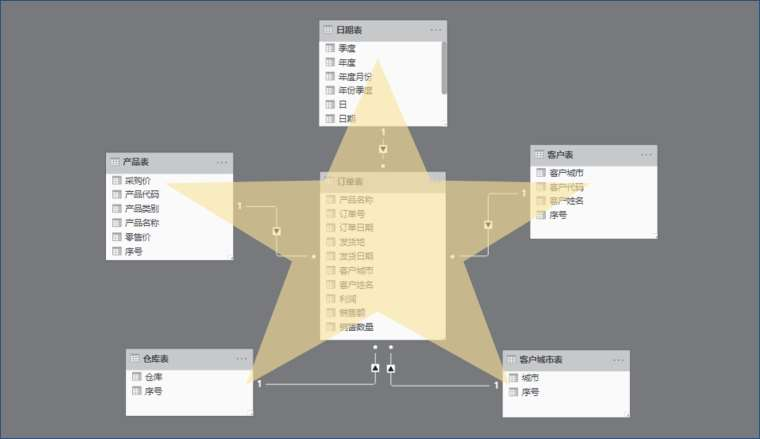 日期表
季度
年度
年度月份
年份季度
日
日期
1
产品表
采购价
产品代码
产品类别
产品名称
零售价
序号
1
订单表
产品名称
订单号
订单日期
发货地
发货日期
客户城市
客户姓名
利润
销售额
销售数量
客户表
客户城市
客户代码
客户姓名
序号
1
仓库表
仓库
序号
1
客户城市表
城市
序号
1